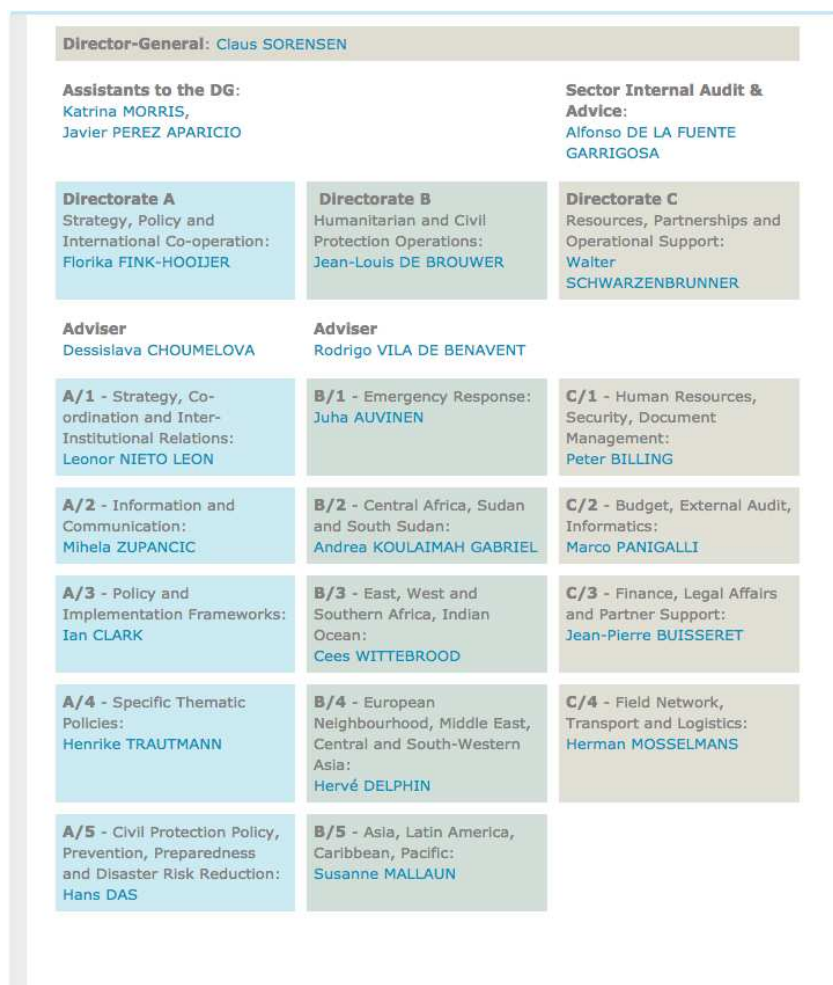 Director-General: Claus SORENSEN
Assistants to the DG:
Katrina MORRIS,
Javier PEREZ APARICIO
Sector Internal Audit &
Advice:
Alfonso DE LA FUENTE
GARRIGOSA
Directorate A
Strategy, Policy and
International Co-operation:
Florika FINK-HOOIJER
Directorate B
Humanitarian and Civil
Protection Operations:
Jean-Louis DE BROUWER
Directorate C
Resources, Partnerships and
Operational Support:
Walter
SCHWARZENBRUNNER
Adviser
Dessislava CHOUMELOVA
Adviser
Rodrigo VILA DE BENAVENT
A/1 - Strategy, Co-
ordination and Inter-
Institutional Relations:
Leonor NIETO LEON
B/1 - Emergency Response:
Juha AUVINEN
C/1 - Human Resources,
Security, Document
Management:
Peter BILLING
A/2 - Information and
Communication:
Mihela ZUPANCIC
B/2 - Central Africa, Sudan
and South Sudan:
Andrea KOULAIMAH GABRIEL
C/2 - Budget, External Audit,
Informatics:
Marco PANIGALLI
A/3 - Policy and
Implementation Frameworks:
Ian CLARK
B/3 - East, West and
Southern Africa, Indian
Ocean:
Cees WITTEBROOD
C/3 - Finance, Legal Affairs
and Partner Support:
Jean-Pierre BUISSERET
A/4 - Specific Thematic
Policies:
Henrike TRAUTMANN
B/4 - European
Neighbourhood, Middle East,
Central and South-Western
Asia:
Hervé DELPHIN
C/4 - Field Network,
Transport and Logistics:
Herman MOSSELMANS
A/5 - Civil Protection Policy,
Prevention, Preparedness
and Disaster Risk Reduction:
Hans DAS
B/5 - Asia, Latin America,
Caribbean, Pacific:
Susanne MALLAUN